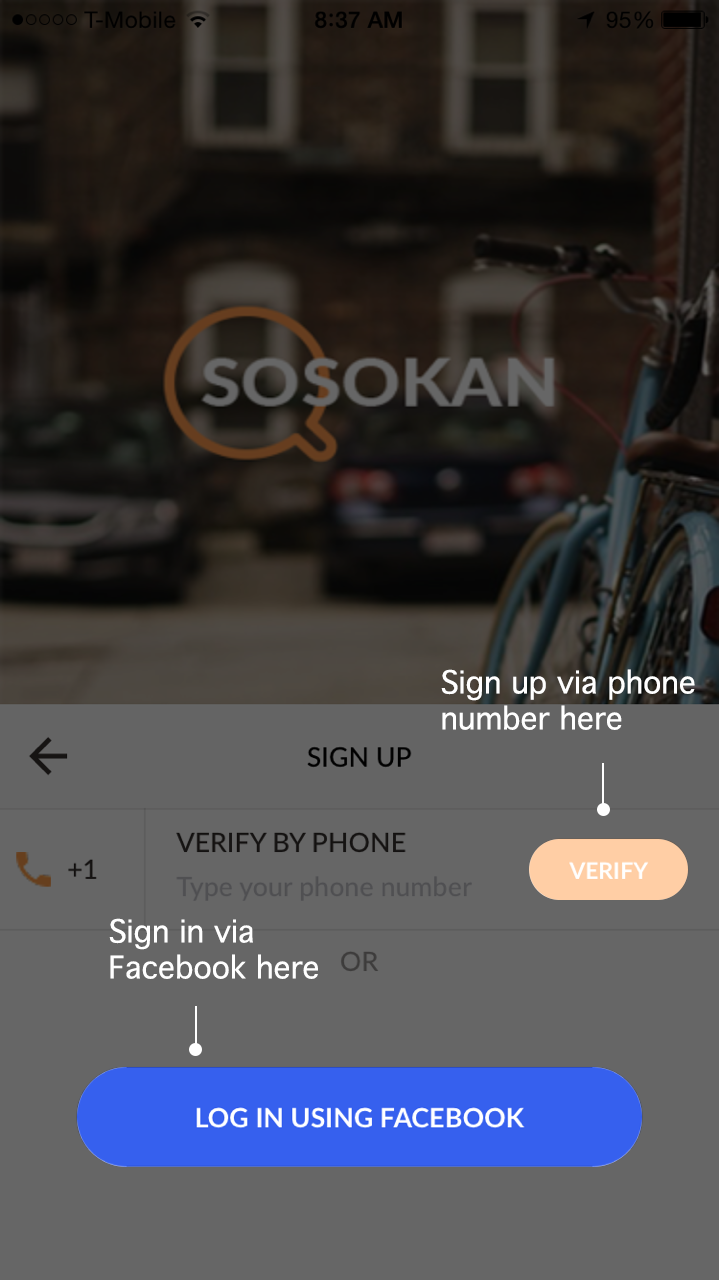 T-Mobile 8:37 AM 95%
SOSOKAN
Sign up via phone
number here
SIGN UP
VERIFY BY PHONE
+1
Type your phone number
VERIFY
Sign in via
Facebook here
OR
LOG IN USING FACEBOOK